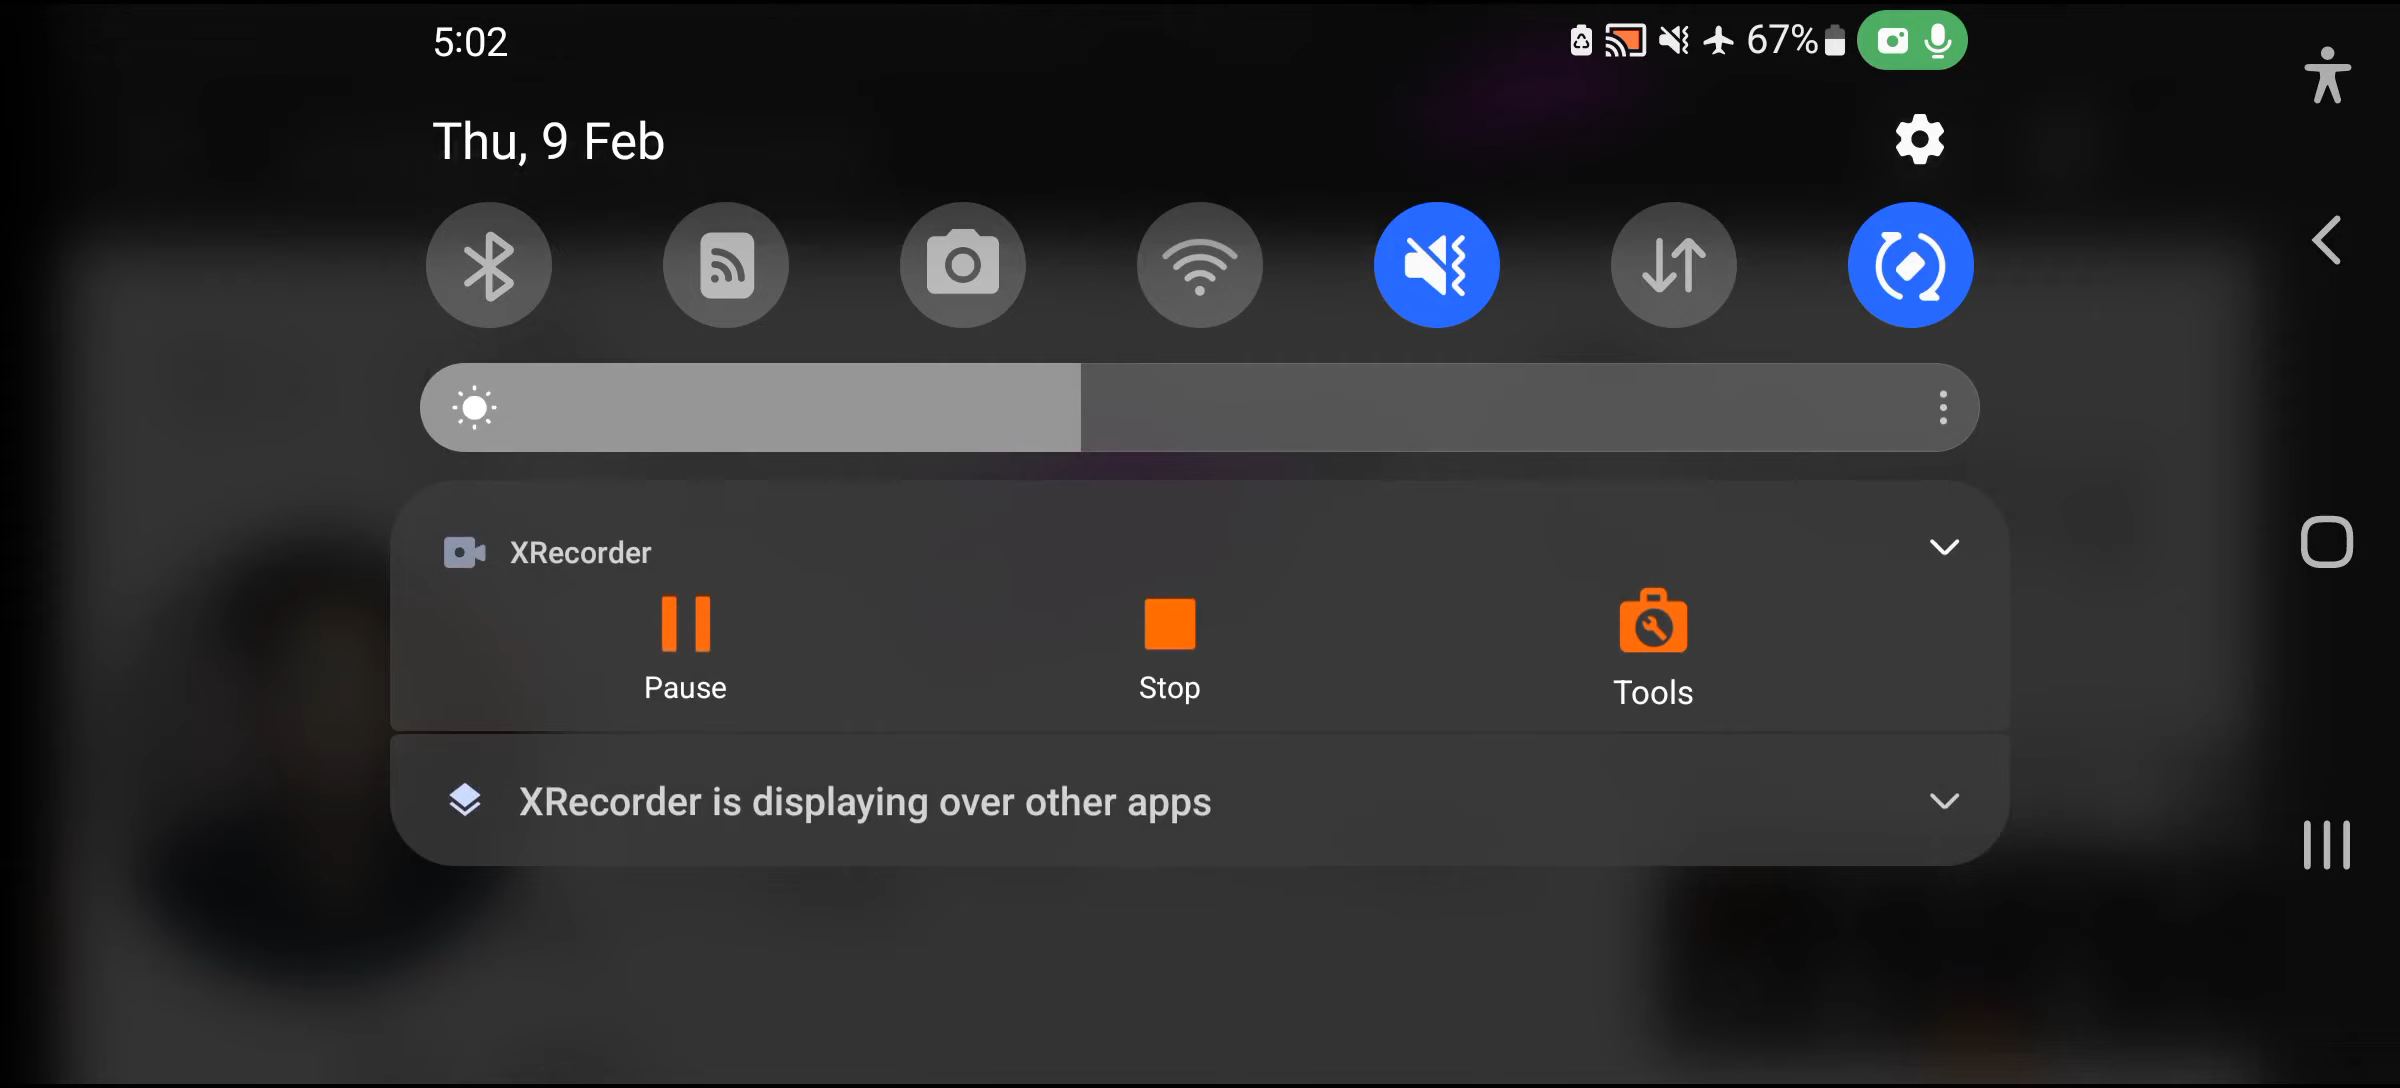 5:02
67%
Thu, 9 Feb
XRecorder
Pause
Stop
Tools
XRecorder is displaying over other apps